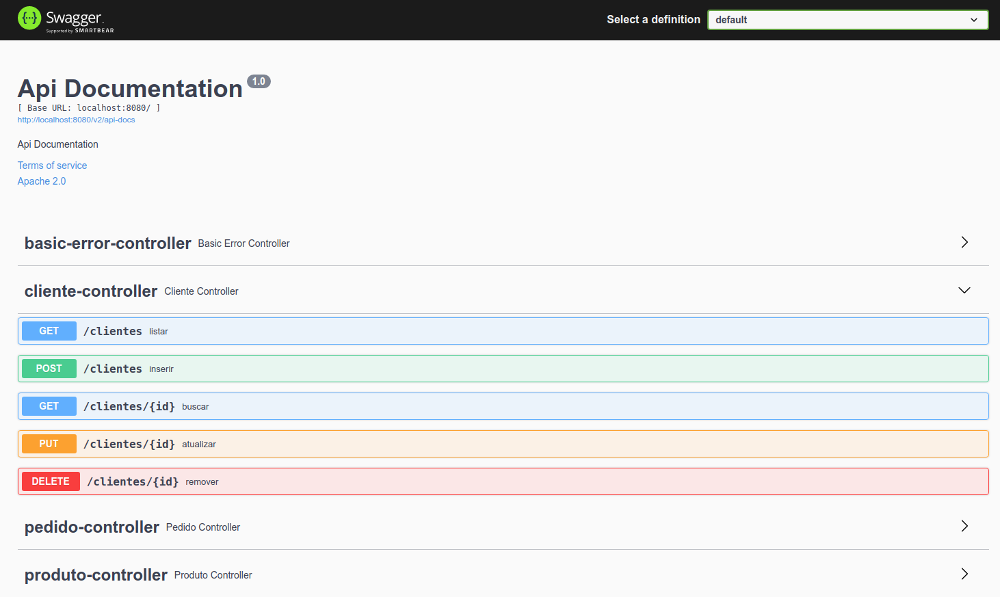 Swagger
Supported by SMARTBEAR
Select a definition
default
Api Documentation 1.0
[ Base URL: localhost:8080/ ]
http://localhost:8080/v2/api-docs
Api Documentation
Terms of service
Apache 2.0
basic-error-controller Basic Error Controller
cliente-controller Cliente Controller
GET /clientes listar
POST /clientes inserir
GET /clientes/{id} buscar
PUT /clientes/{id} atualizar
DELETE /clientes/{id} remover
pedido-controller Pedido Controller
produto-controller Produto Controller